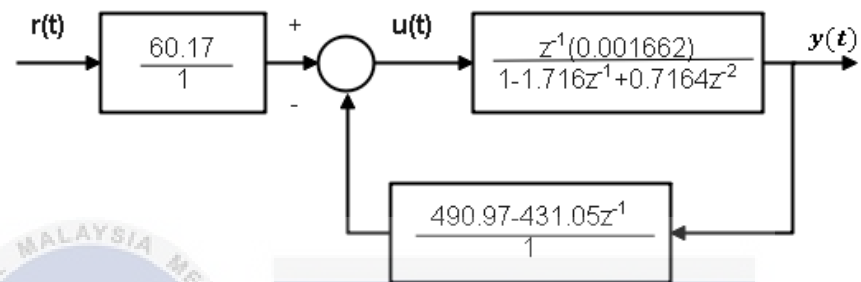 r(t)
60.17
1
+
-
u(t)
z⁻¹(0.001662)
1-1.716z⁻¹+0.7164z⁻²
y(t)
490.97-431.05z⁻¹
1
MALAYSIA